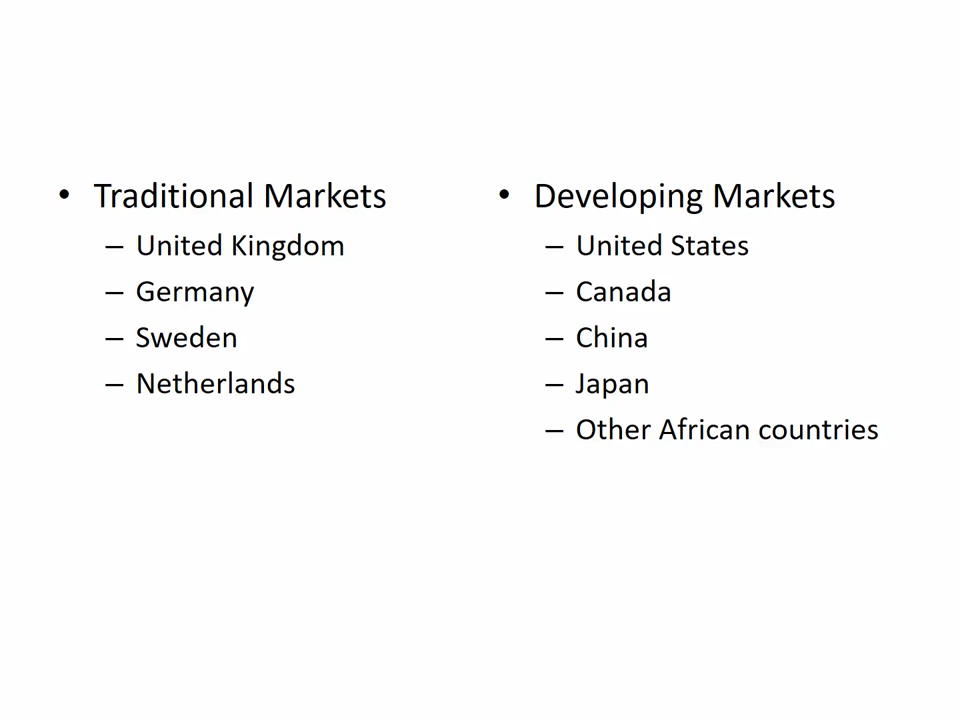 • Traditional Markets
– United Kingdom
– Germany
– Sweden
– Netherlands
• Developing Markets
– United States
– Canada
– China
– Japan
– Other African countries